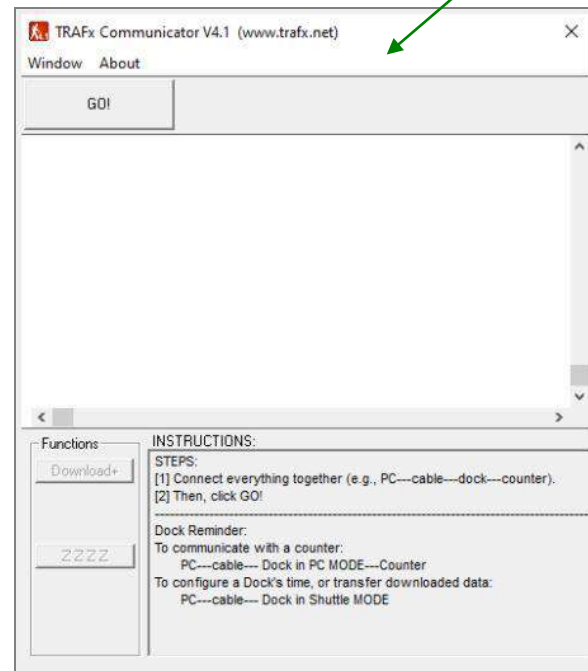 TRAFx Communicator V4.1 (www.trafx.net)
Window About
GO!
Functions
Download+
ZZZZ
INSTRUCTIONS:
STEPS:
[1] Connect everything together (e.g., PC---cable---dock---counter).
[2] Then, click GO!
Dock Reminder:
To communicate with a counter:
PC---cable--- Dock in PC MODE---Counter
To configure a Dock's time, or transfer downloaded data:
PC---cable--- Dock in Shuttle MODE